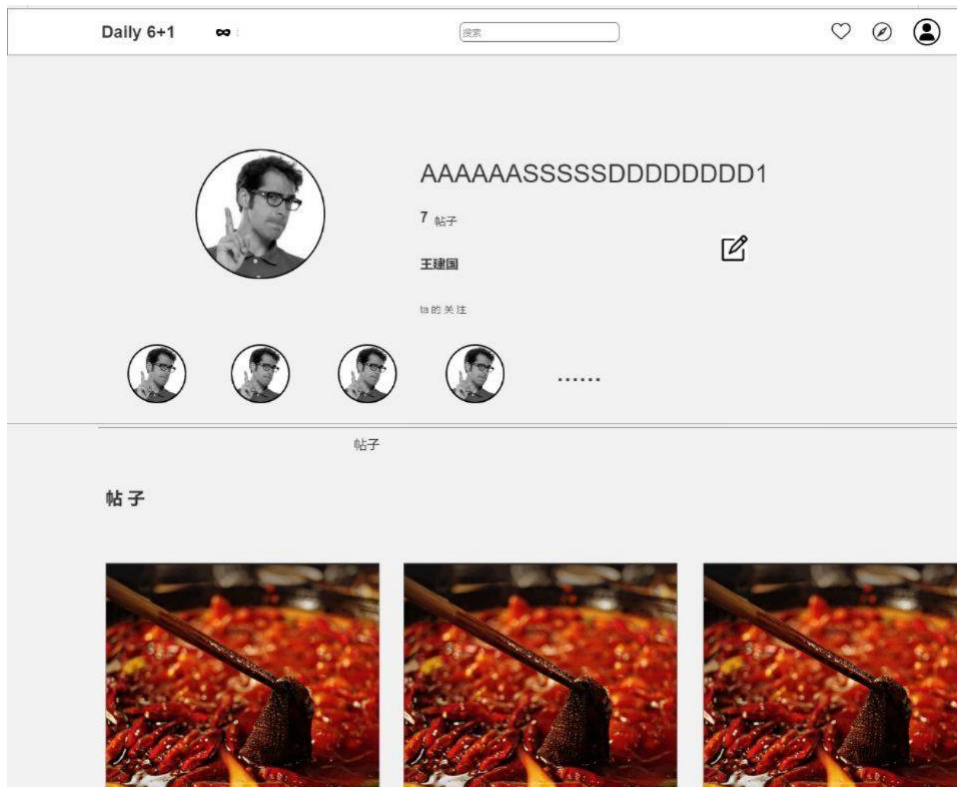 Daily 6+1
搜索
AAAAAASSSSSDDDDDDDD1
7 帖子
王建国
ta 的 关 注
......
帖子
帖 子